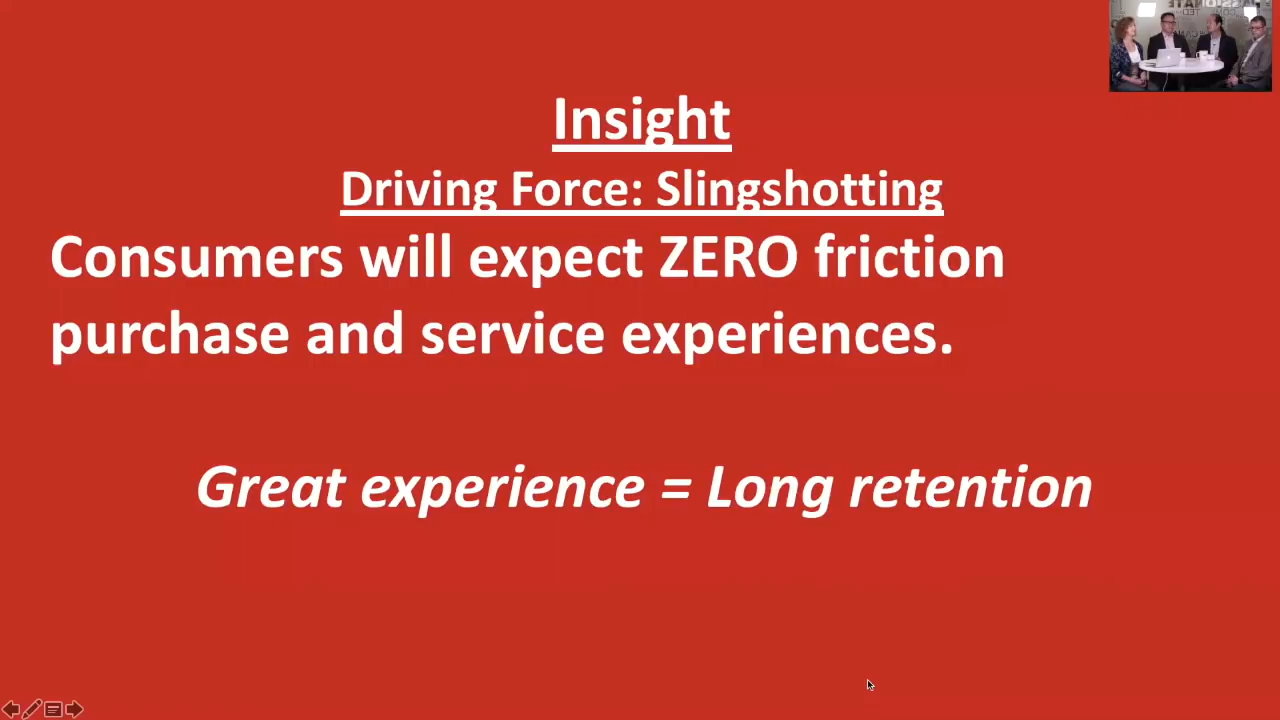 Insight
Driving Force: Slingshotting
Consumers will expect ZERO friction
purchase and service experiences.
Great experience = Long retention